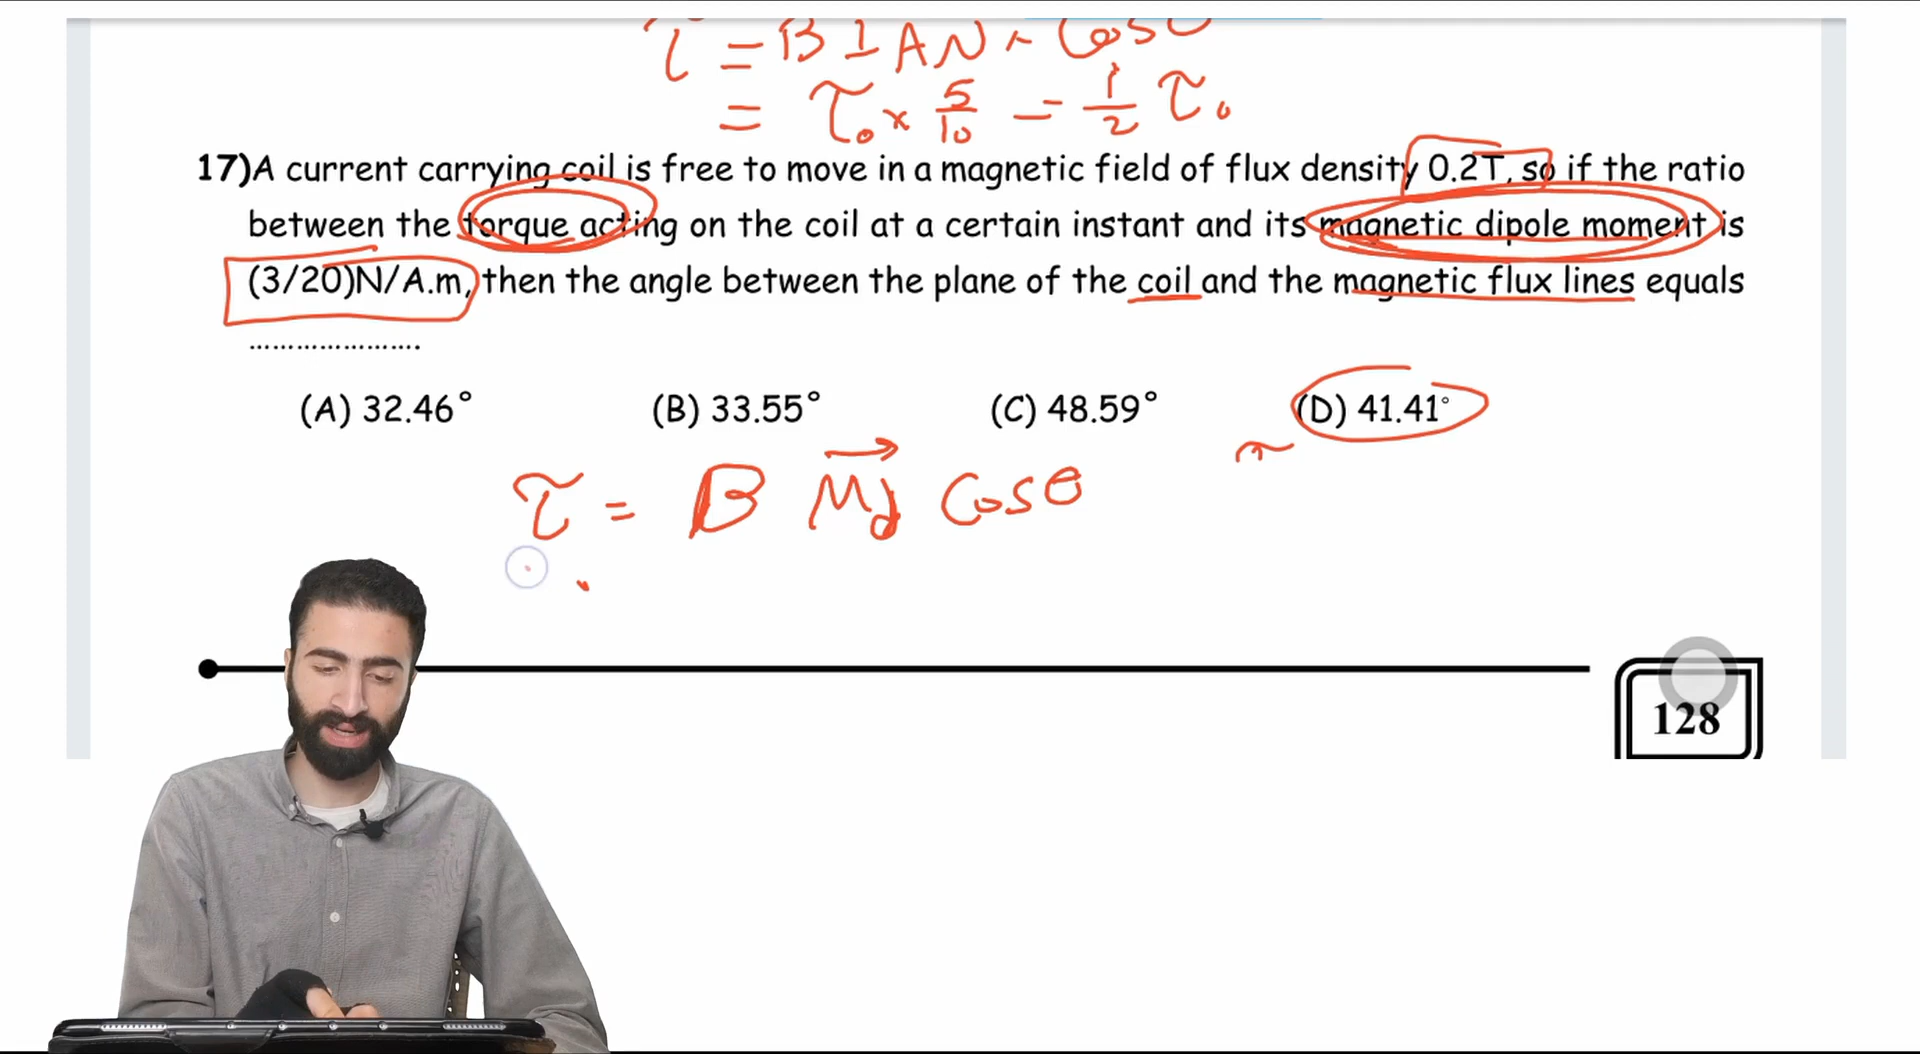 τ = B I A N × Cos θ
= τ₀ × 5/10 = 1/2 τ₀
17)A current carrying coil is free to move in a magnetic field of flux density 0.2T, so if the ratio
between the torque acting on the coil at a certain instant and its magnetic dipole moment is
(3/20)N/A.m, then the angle between the plane of the coil and the magnetic flux lines equals
......................
(A) 32.46° (B) 33.55° (C) 48.59° (D) 41.41°
τ = B Md Cos θ
128